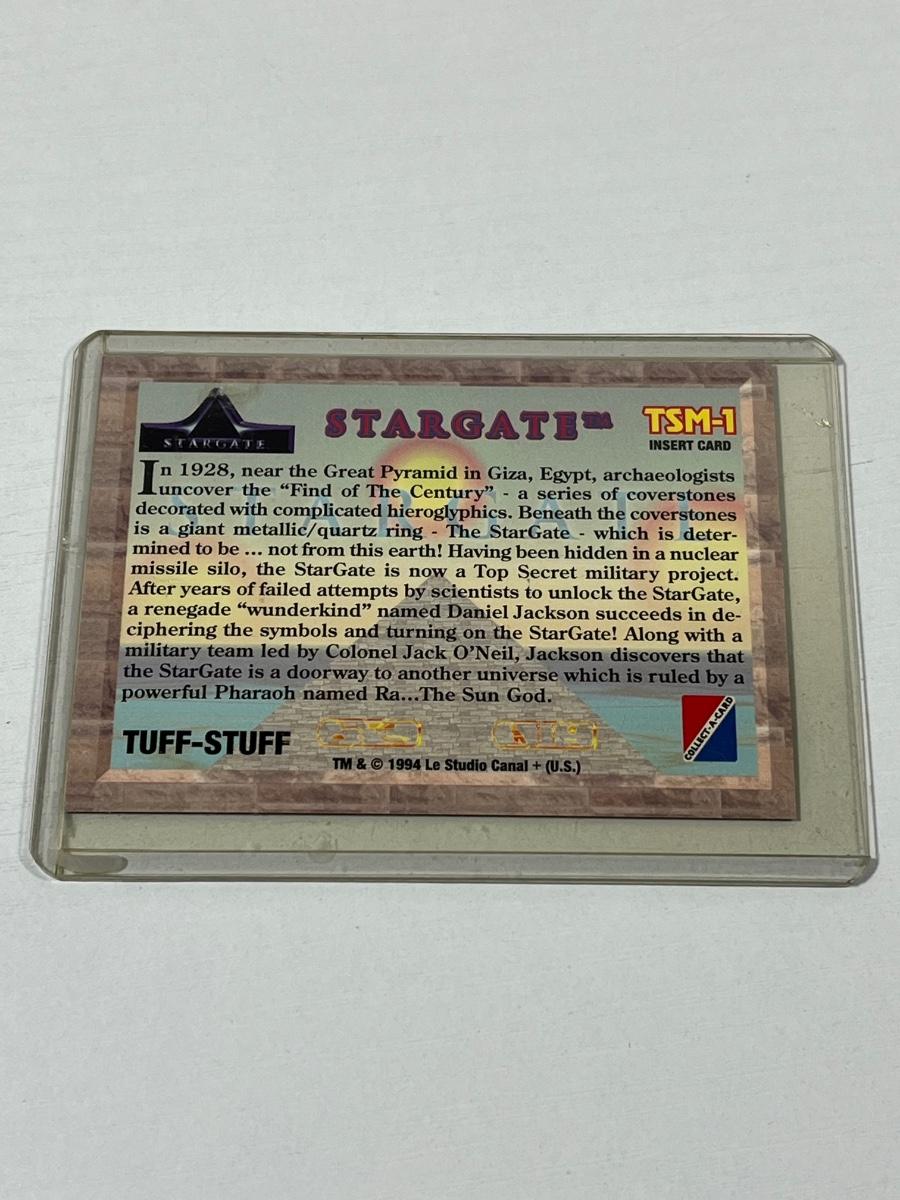 STARGATE
STARGATE™
TSM-1
INSERT CARD
In 1928, near the Great Pyramid in Giza, Egypt, archaeologists
uncover the “Find of The Century” - a series of coverstones
decorated with complicated hieroglyphics. Beneath the coverstones
is a giant metallic/quartz ring - The StarGate - which is deter-
mined to be ... not from this earth! Having been hidden in a nuclear
missile silo, the StarGate is now a Top Secret military project.
After years of failed attempts by scientists to unlock the StarGate,
a renegade “wunderkind” named Daniel Jackson succeeds in de-
ciphering the symbols and turning on the StarGate! Along with a
military team led by Colonel Jack O’Neil, Jackson discovers that
the StarGate is a doorway to another universe which is ruled by a
powerful Pharaoh named Ra...The Sun God.
TUFF-STUFF
COLLECT-A-CARD
TM & © 1994 Le Studio Canal + (U.S.)